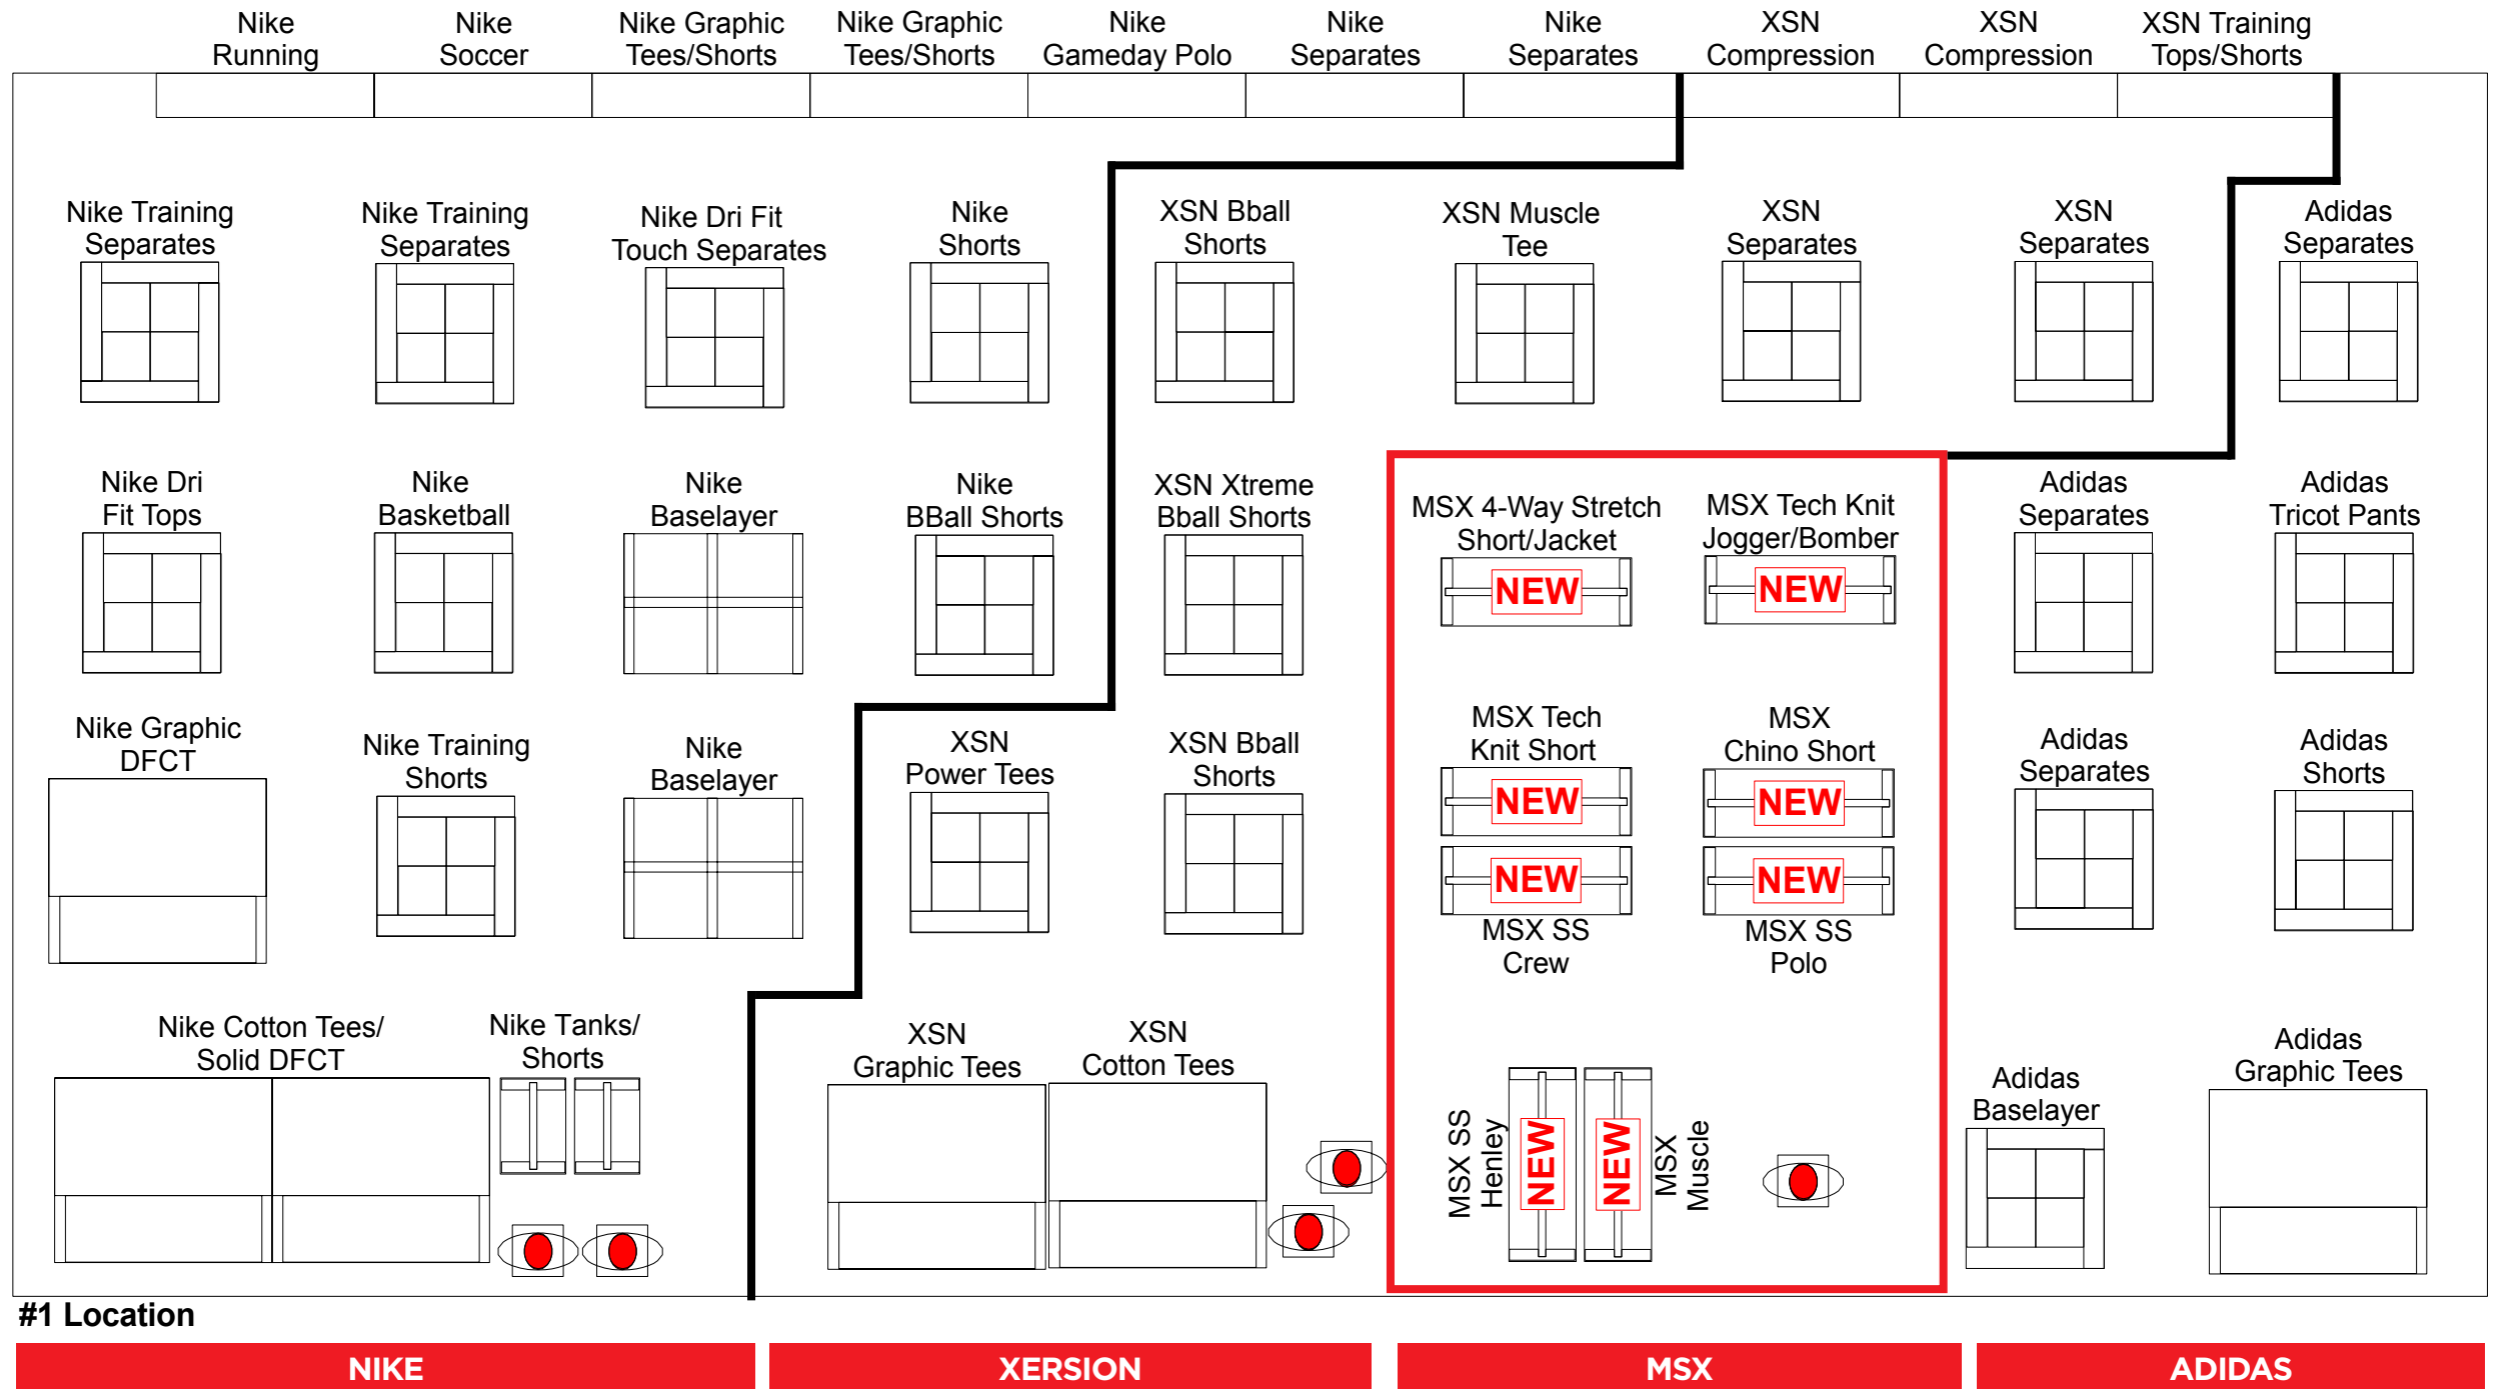 Nike
Running
Nike
Soccer
Nike Graphic
Tees/Shorts
Nike Graphic
Tees/Shorts
Nike
Gameday Polo
Nike
Separates
Nike
Separates
XSN
Compression
XSN
Compression
XSN Training
Tops/Shorts
Nike Training
Separates
Nike Training
Separates
Nike Dri Fit
Touch Separates
Nike
Shorts
XSN Bball
Shorts
XSN Muscle
Tee
XSN
Separates
XSN
Separates
Adidas
Separates
Nike Dri
Fit Tops
Nike
Basketball
Nike
Baselayer
Nike
BBall Shorts
XSN Xtreme
Bball Shorts
MSX 4-Way Stretch
Short/Jacket
NEW
MSX Tech Knit
Jogger/Bomber
NEW
Adidas
Separates
Adidas
Tricot Pants
Nike Graphic
DFCT
Nike Training
Shorts
Nike
Baselayer
XSN
Power Tees
XSN Bball
Shorts
MSX Tech
Knit Short
NEW
NEW
MSX SS
Crew
MSX
Chino Short
NEW
NEW
MSX SS
Polo
Adidas
Separates
Adidas
Shorts
Nike Cotton Tees/
Solid DFCT
Nike Tanks/
Shorts
XSN
Graphic Tees
XSN
Cotton Tees
MSX SS
Henley
NEW
NEW
MSX
Muscle
Adidas
Baselayer
Adidas
Graphic Tees
#1 Location
NIKE
XERSION
MSX
ADIDAS